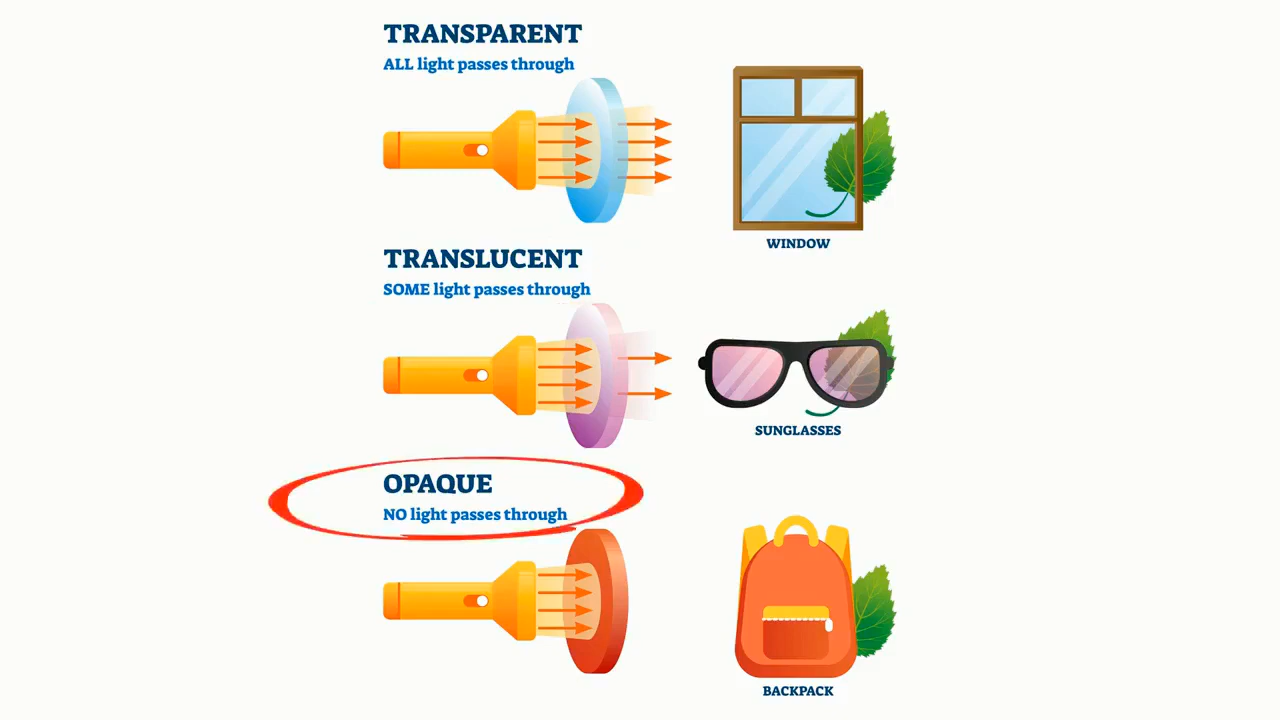 TRANSPARENT
ALL light passes through
WINDOW
TRANSLUCENT
SOME light passes through
SUNGLASSES
OPAQUE
NO light passes through
BACKPACK